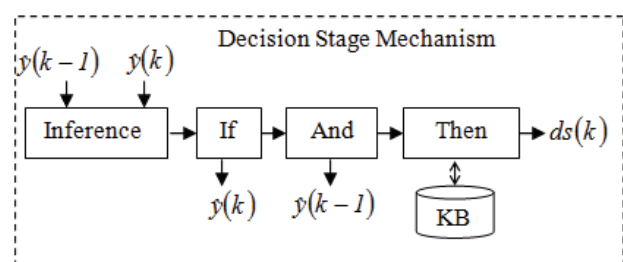 Decision Stage Mechanism
y(k-1) y(k)
Inference If And Then ds(k)
y(k) y(k-1)
KB